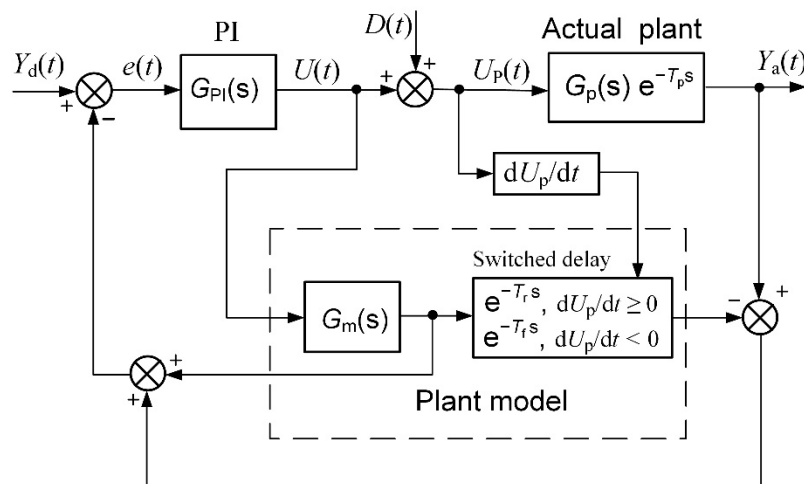 PI
D(t)
Actual plant
Y_d(t)
e(t)
G_PI(s)
U(t)
U_P(t)
G_p(s) e^{-T_p s}
Y_a(t)
+
−
+
+
dU_p/dt
Switched delay
G_m(s)
e^{-T_r s}, dU_p/dt ≥ 0
e^{-T_f s}, dU_p/dt < 0
−
+
+
+
Plant model